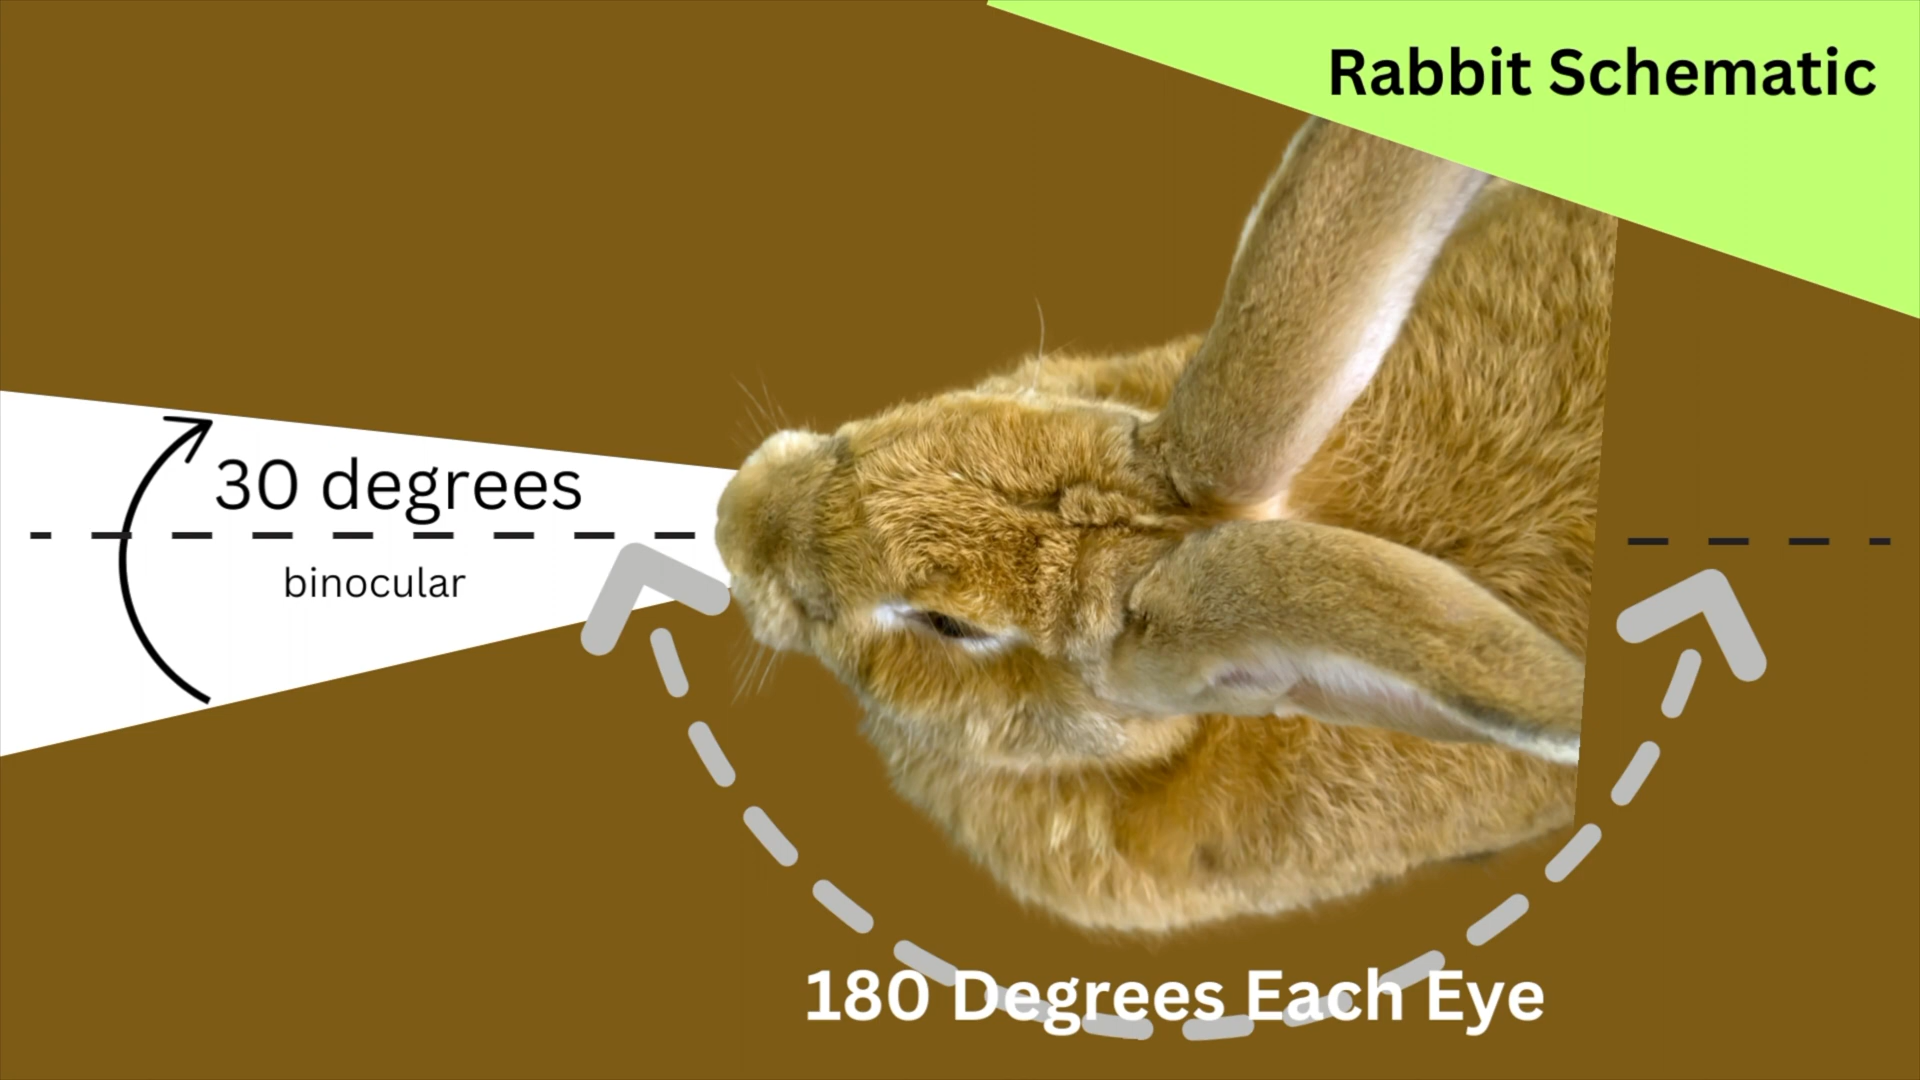 Rabbit Schematic
30 degrees
binocular
180 Degrees Each Eye